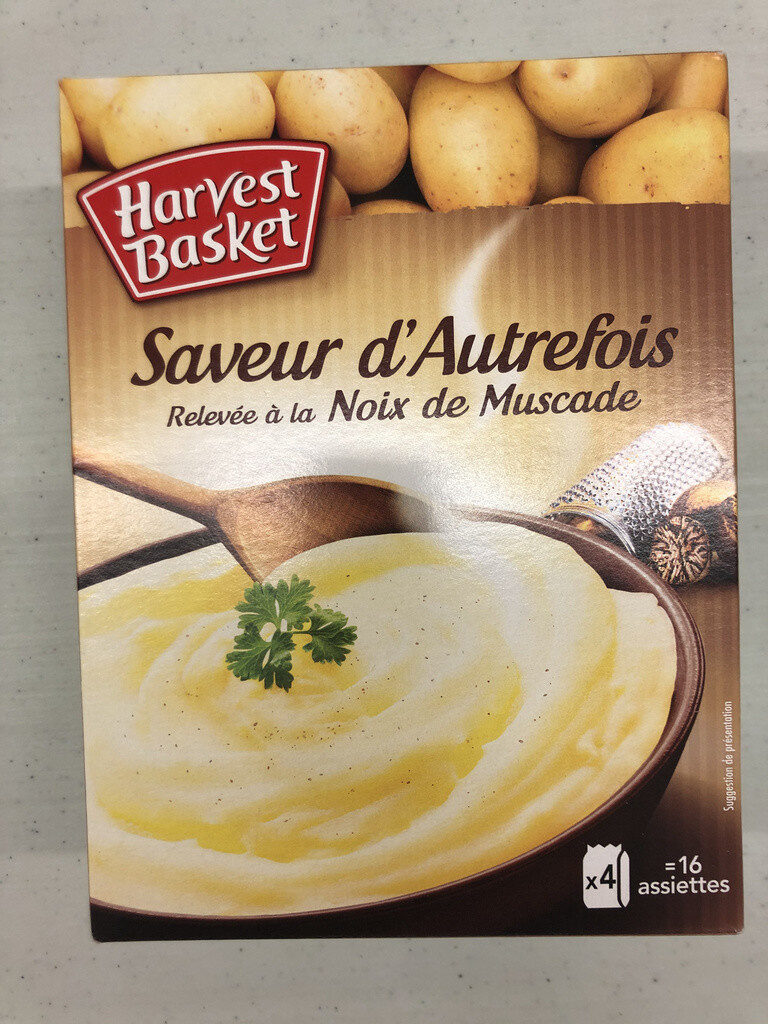 Harvest
Basket
Saveur d'Autrefois
Relevée à la Noix de Muscade
Suggestion de présentation
x4
=16
assiettes